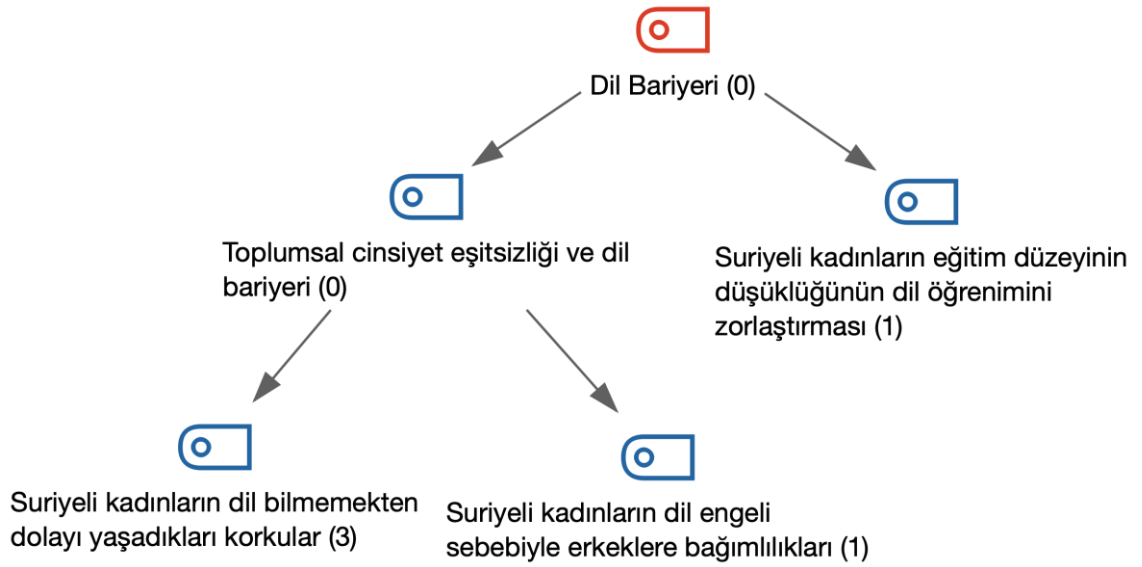 Dil Bariyeri (0)
Toplumsal cinsiyet eşitsizliği ve dil
bariyeri (0)
Suriyeli kadınların eğitim düzeyinin
düşüklüğünün dil öğrenimini
zorlaştırması (1)
Suriyeli kadınların dil bilmemekten
dolayı yaşadıkları korkular (3)
Suriyeli kadınların dil engeli
sebebiyle erkeklere bağımlılıkları (1)